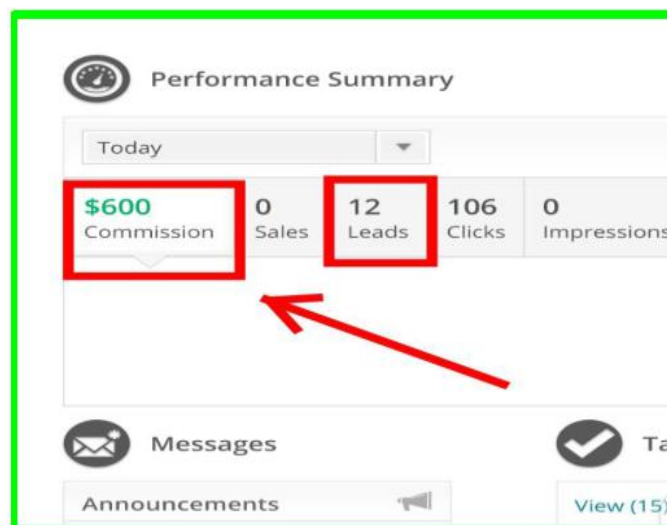 Performance Summary
Today
$600 0 12 106 0
Commission Sales Leads Clicks Impressions
Messages
Announcements
View (15)